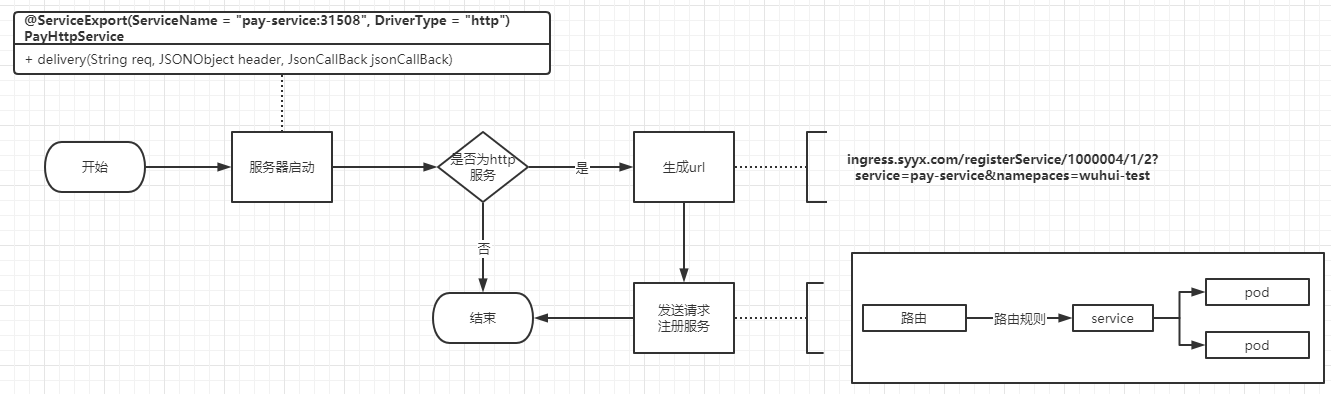 @ServiceExport(ServiceName = "pay-service:31508", DriverType = "http")
PayHttpService
+ delivery(String req, JSONObject header, JsonCallBack jsonCallBack)
开始
服务器启动
是否为http
服务
是
生成url
ingress.syyx.com/registerService/1000004/1/2?
service=pay-service&namepaces=wuhui-test
否
结束
发送请求
注册服务
路由
路由规则
service
pod
pod